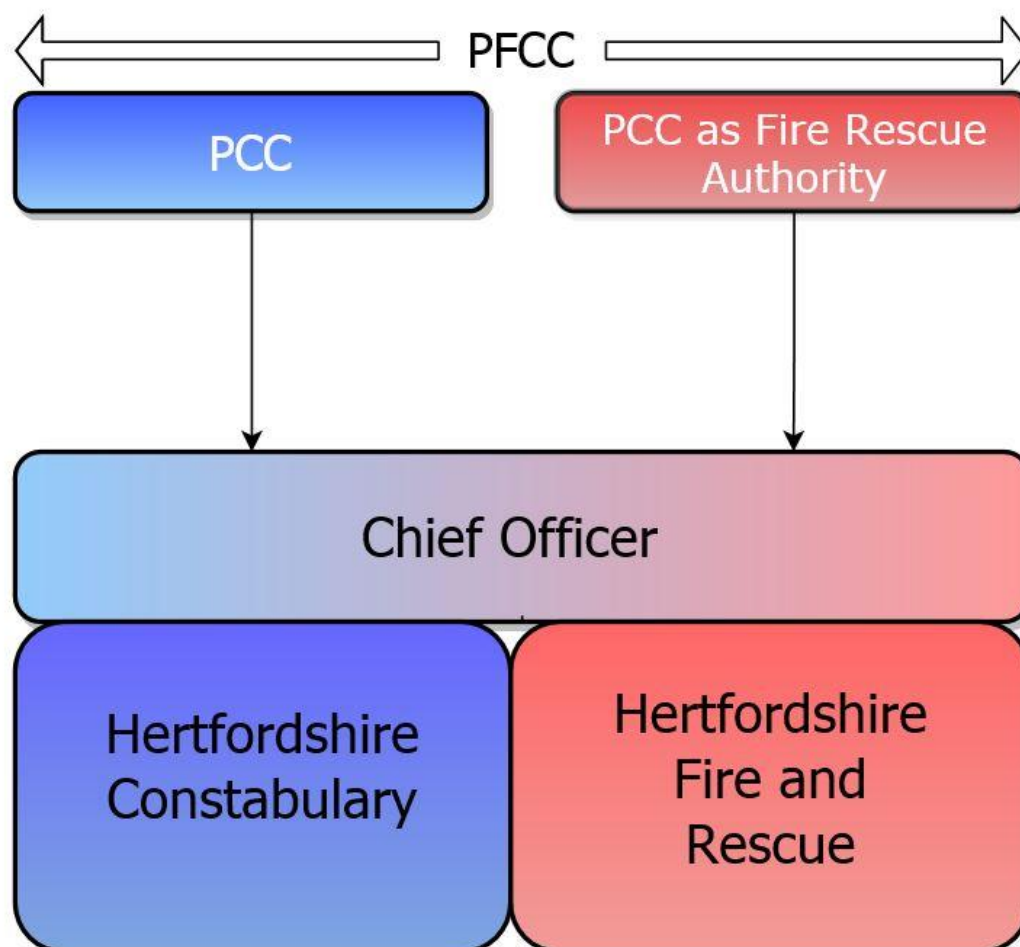 PFCC
PCC
PCC as Fire Rescue
Authority
Chief Officer
Hertfordshire
Constabulary
Hertfordshire
Fire and
Rescue